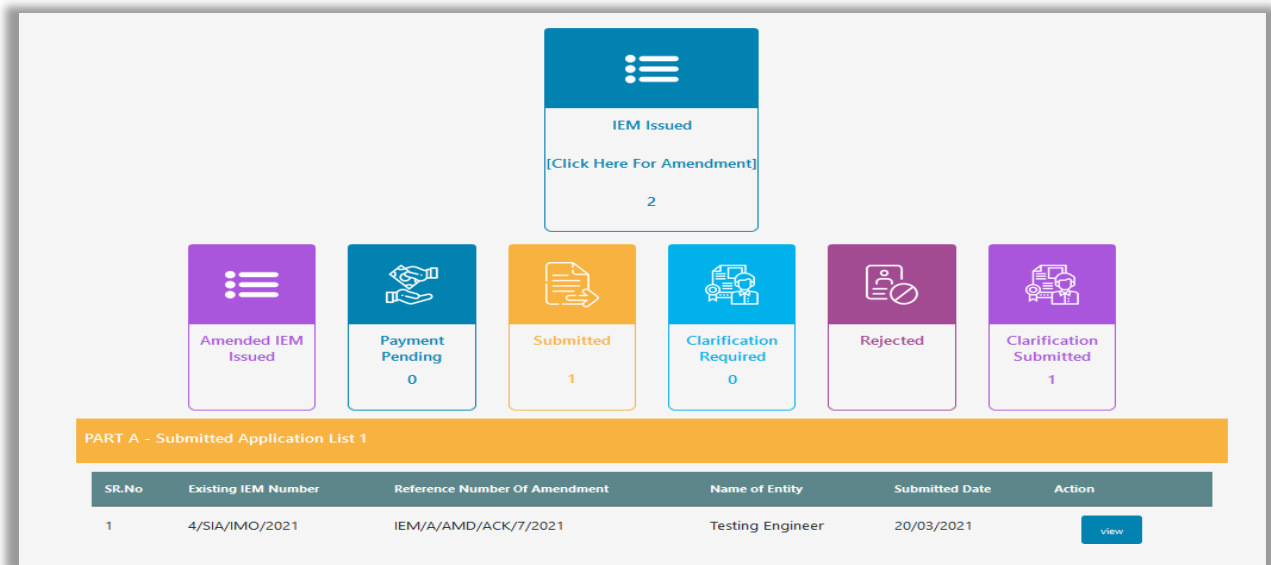 IEM Issued
[Click Here For Amendment]
2
Amended IEM
Issued
Payment
Pending
0
Submitted
1
Clarification
Required
0
Rejected
Clarification
Submitted
1
PART A - Submitted Application List 1
SR.No Existing IEM Number Reference Number Of Amendment Name of Entity Submitted Date Action
1 4/SIA/IMO/2021 IEM/A/AMD/ACK/7/2021 Testing Engineer 20/03/2021 view